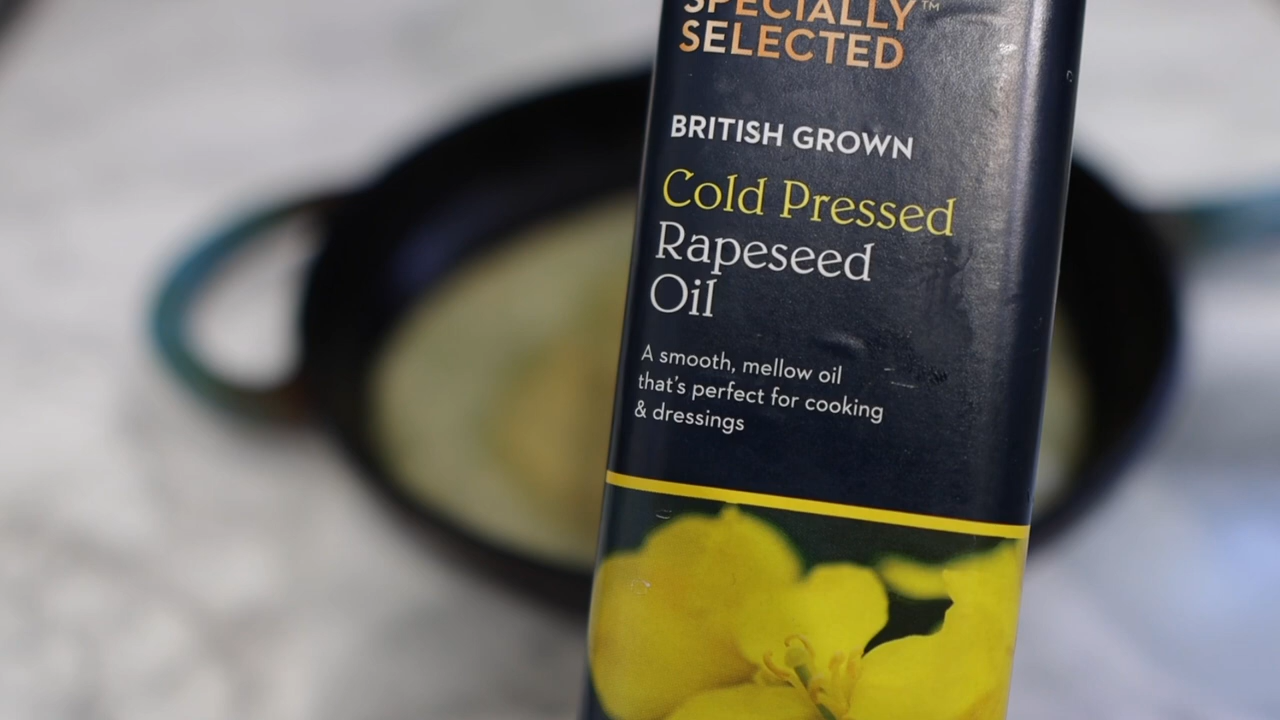 SPECIALLY™
SELECTED
BRITISH GROWN
Cold Pressed
Rapeseed
Oil
A smooth, mellow oil
that's perfect for cooking
& dressings